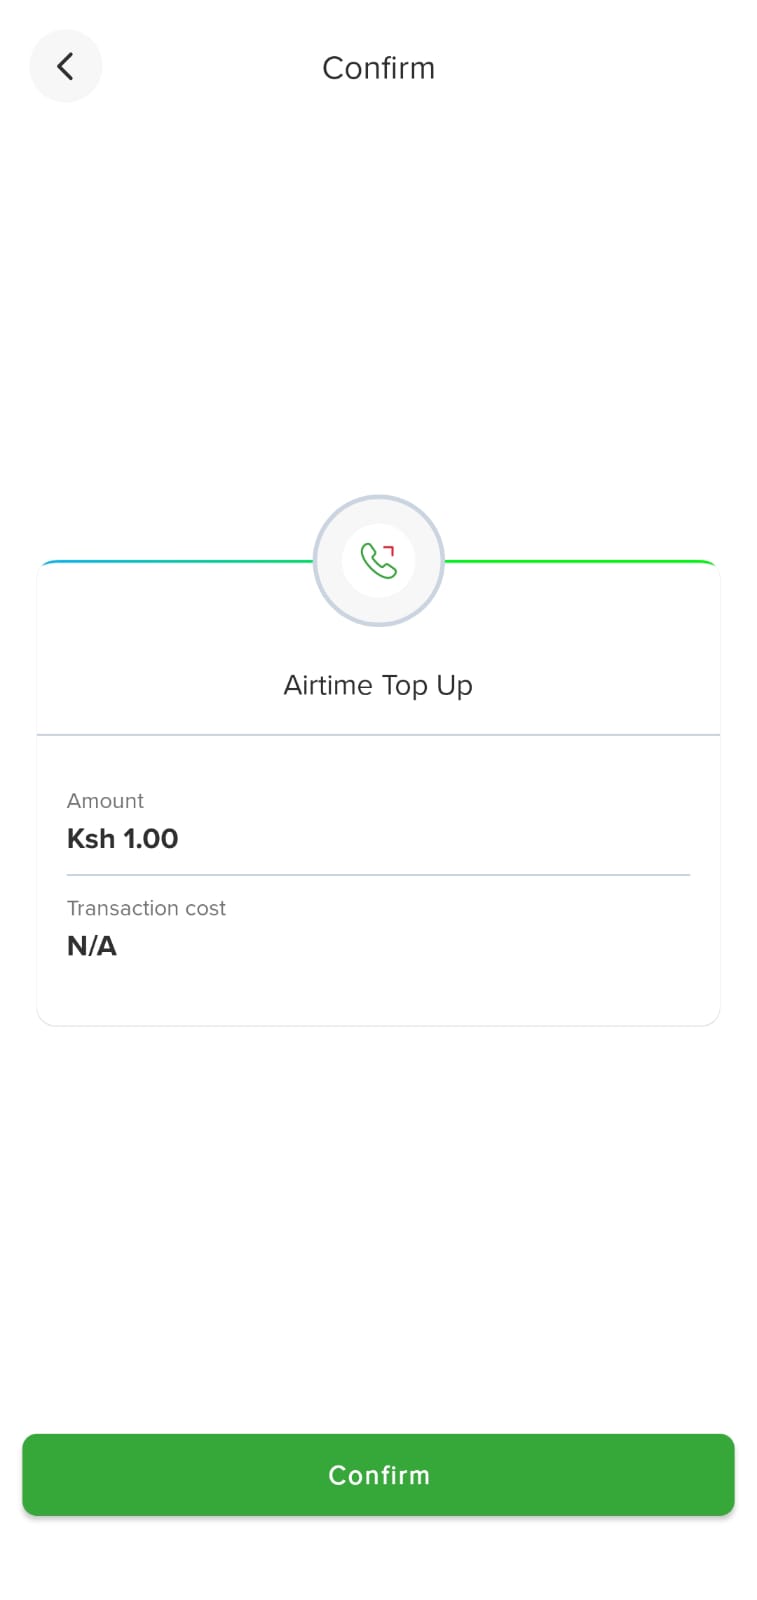 Confirm
Airtime Top Up
Amount
Ksh 1.00
Transaction cost
N/A
Confirm